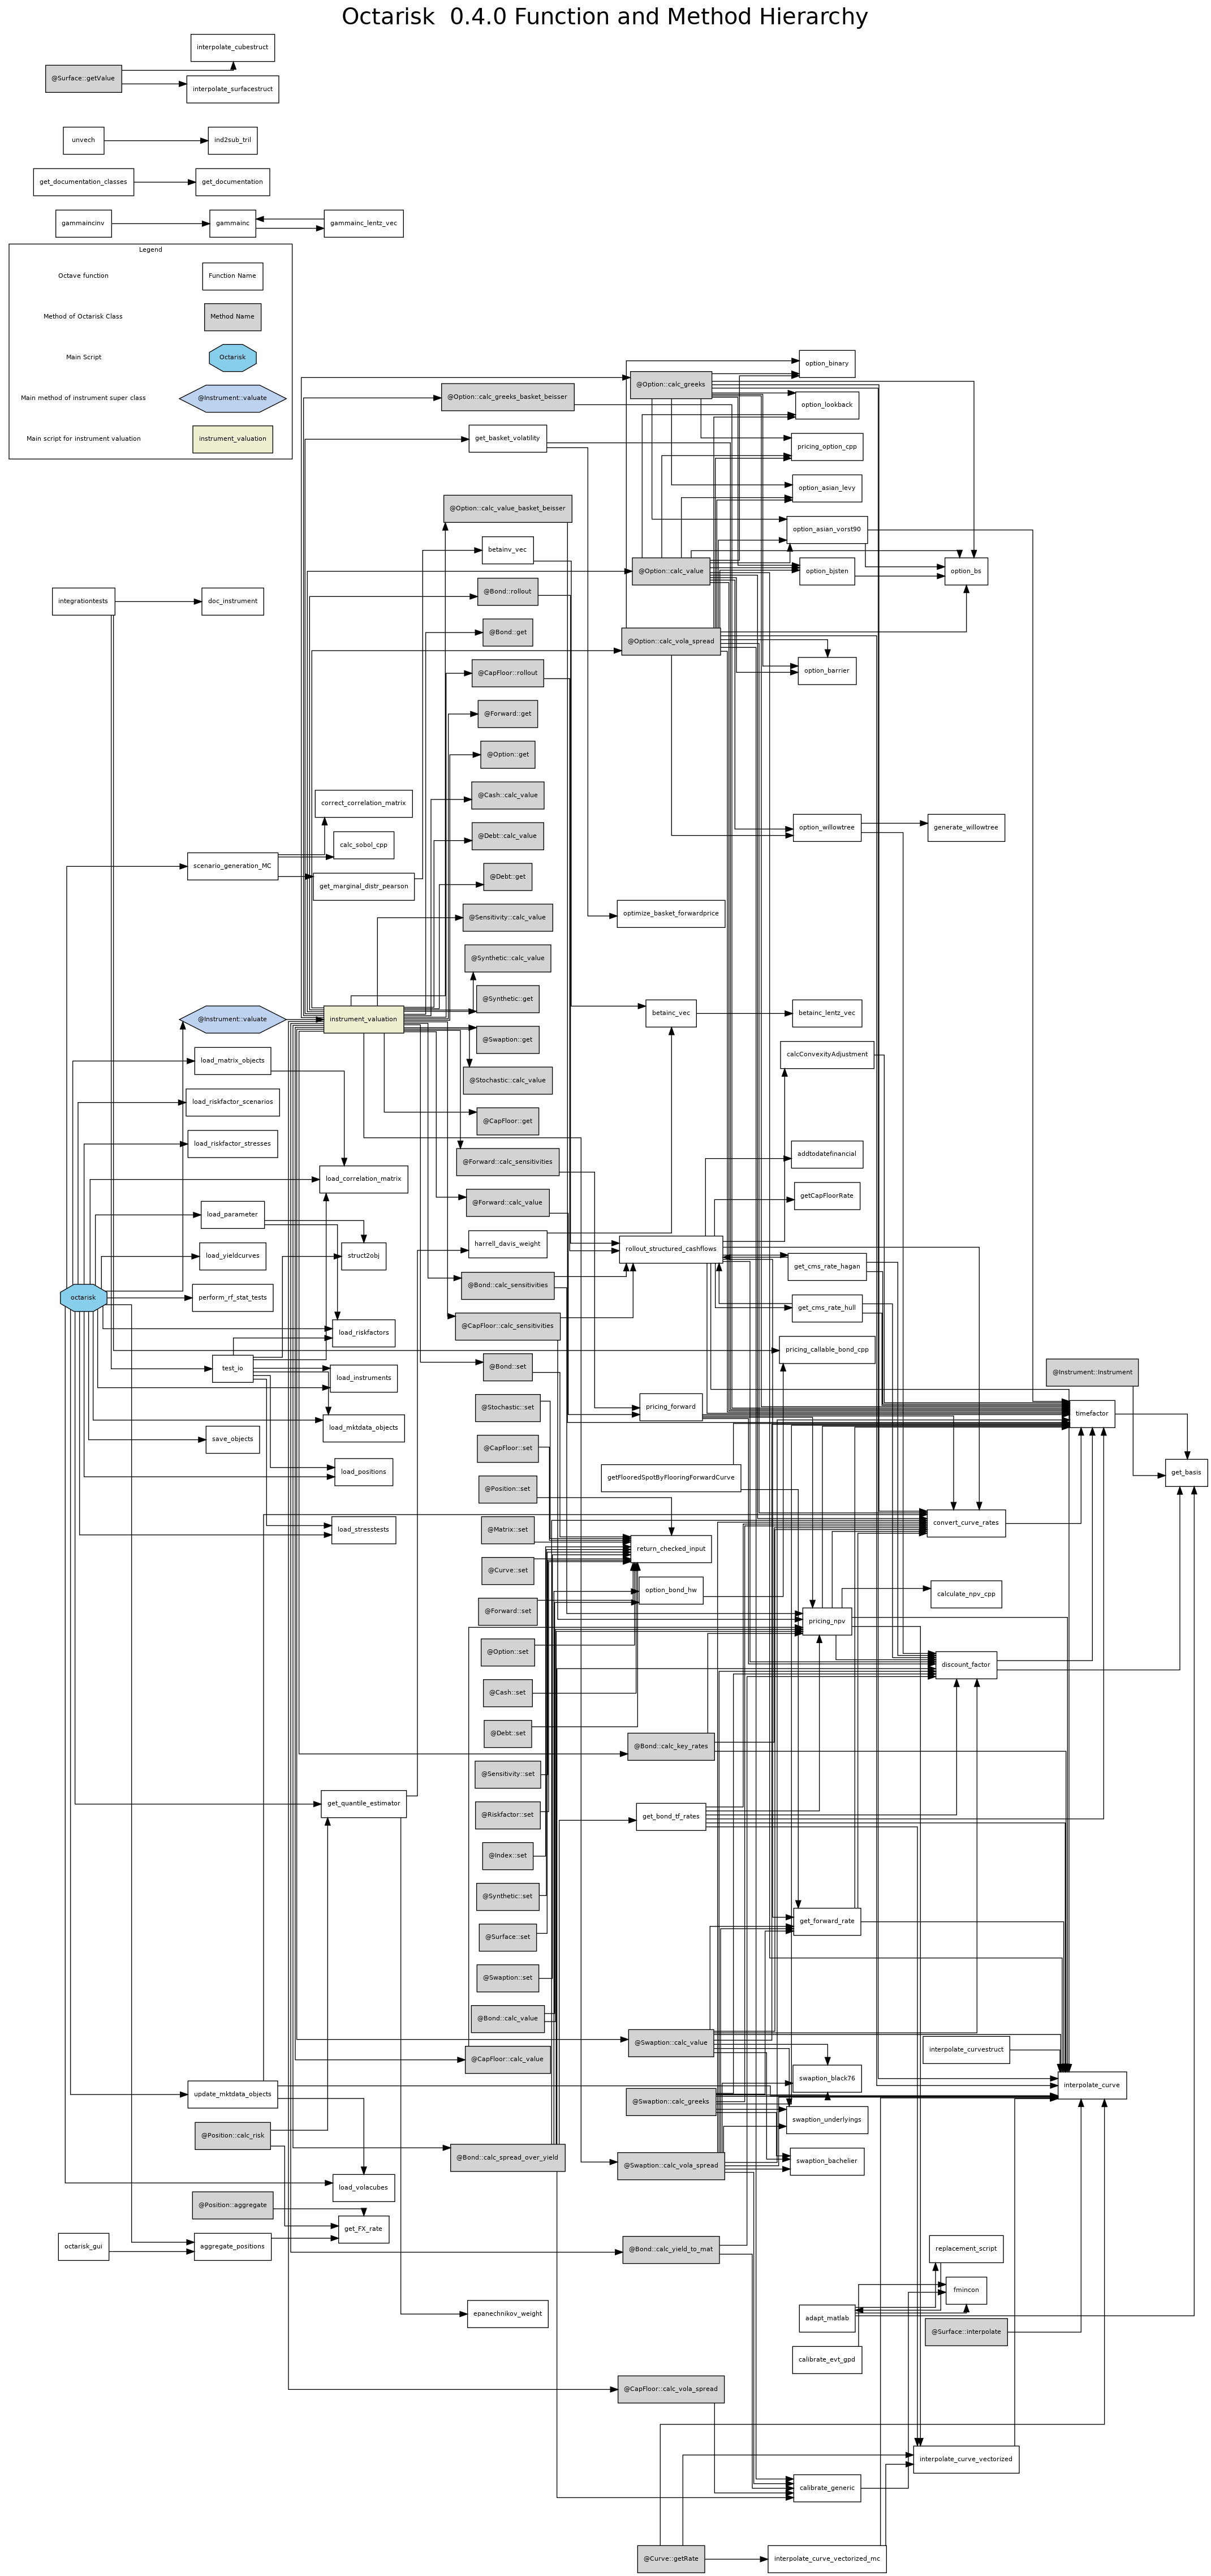 Octarisk  0.4.0 Function and Method Hierarchy
interpolate_cubestruct
@Surface::getValue
interpolate_surfacestruct
unvech
ind2sub_tril
get_documentation_classes
get_documentation
gammaincinv
gammainc
gammainc_lentz_vec
Legend
Octave function
Function Name
Method of Octarisk Class
Method Name
Main Script
Octarisk
Main method of instrument super class
@Instrument::valuate
Main script for instrument valuation
instrument_valuation
integrationtests
doc_instrument
scenario_generation_MC
@Instrument::valuate
load_matrix_objects
load_riskfactor_scenarios
load_riskfactor_stresses
load_parameter
load_yieldcurves
octarisk
perform_rf_stat_tests
test_io
save_objects
update_mktdata_objects
@Position::calc_risk
@Position::aggregate
octarisk_gui
aggregate_positions
correct_correlation_matrix
calc_sobol_cpp
get_marginal_distr_pearson
instrument_valuation
load_correlation_matrix
struct2obj
load_riskfactors
load_instruments
load_mktdata_objects
load_positions
load_stresstests
get_quantile_estimator
load_volacubes
get_FX_rate
@Option::calc_greeks_basket_beisser
get_basket_volatility
@Option::calc_value_basket_beisser
betainv_vec
@Bond::rollout
@Bond::get
@CapFloor::rollout
@Forward::get
@Option::get
@Cash::calc_value
@Debt::calc_value
@Debt::get
@Sensitivity::calc_value
@Synthetic::calc_value
@Synthetic::get
@Swaption::get
@Stochastic::calc_value
@CapFloor::get
@Forward::calc_sensitivities
@Forward::calc_value
harrell_davis_weight
@Bond::calc_sensitivities
@CapFloor::calc_sensitivities
@Bond::set
@Stochastic::set
@CapFloor::set
@Position::set
@Matrix::set
@Curve::set
@Forward::set
@Option::set
@Cash::set
@Debt::set
@Sensitivity::set
@Riskfactor::set
@Index::set
@Synthetic::set
@Surface::set
@Swaption::set
@Bond::calc_value
@CapFloor::calc_value
@Bond::calc_spread_over_yield
epanechnikov_weight
@Option::calc_greeks
@Option::calc_value
@Option::calc_vola_spread
optimize_basket_forwardprice
betainc_vec
rollout_structured_cashflows
pricing_forward
getFlooredSpotByFlooringForwardCurve
return_checked_input
option_bond_hw
@Bond::calc_key_rates
get_bond_tf_rates
@Swaption::calc_value
@Swaption::calc_greeks
@Swaption::calc_vola_spread
@Bond::calc_yield_to_mat
@CapFloor::calc_vola_spread
@Curve::getRate
option_binary
option_lookback
pricing_option_cpp
option_asian_levy
option_asian_vorst90
option_bjsten
option_barrier
option_willowtree
betainc_lentz_vec
calcConvexityAdjustment
addtodatefinancial
getCapFloorRate
get_cms_rate_hagan
get_cms_rate_hull
pricing_callable_bond_cpp
pricing_npv
get_forward_rate
swaption_black76
swaption_underlyings
swaption_bachelier
adapt_matlab
calibrate_evt_gpd
calibrate_generic
interpolate_curve_vectorized_mc
option_bs
generate_willowtree
convert_curve_rates
calculate_npv_cpp
discount_factor
interpolate_curvestruct
replacement_script
fmincon
@Surface::interpolate
interpolate_curve_vectorized
@Instrument::Instrument
timefactor
interpolate_curve
get_basis